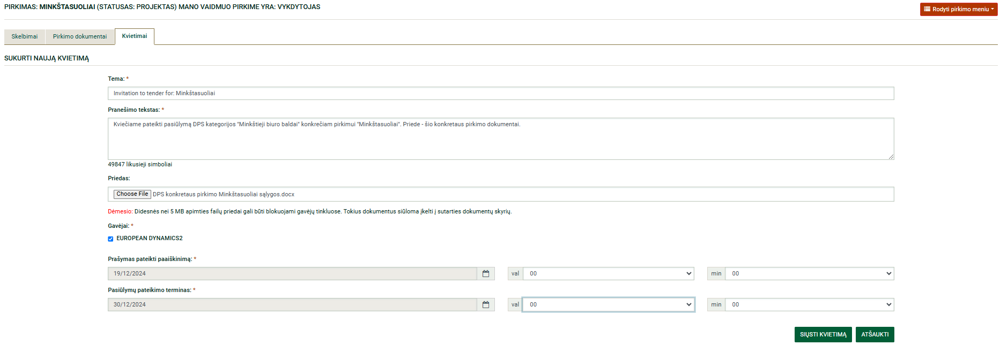 PIRKIMAS: MINKŠTASUOLIAI (STATUSAS: PROJEKTAS) MANO VAIDMUO PIRKIME YRA: VYKDYTOJAS
Rodyti pirkimo meniu
Skelbimai Pirkimo dokumentai Kvietimai
SUKURTI NAUJĄ KVIETIMĄ
Tema: *
Invitation to tender for: Minkštasuoliai
Pranešimo tekstas: *
Kviečiame pateikti pasiūlymą DPS kategorijos "Minkštieji biuro baldai" konkrečiam pirkimui "Minkštasuoliai". Priede - šio konkretaus pirkimo dokumentai.
49847 likusieji simboliai
Priedas:
Choose File DPS konkretaus pirkimo Minkštasuoliai sąlygos.docx
Dėmesio: Didesnės nei 5 MB apimties failų priedai gali būti blokuojami gavėjų tinkluose. Tokius dokumentus siūloma įkelti į sutarties dokumentų skyrių.
Gavėjai: *
EUROPEAN DYNAMICS2
Prašymas pateikti paaiškinimą: *
19/12/2024 val 00 min 00
Pasiūlymų pateikimo terminas: *
30/12/2024 val 00 min 00
SIŲSTI KVIETIMĄ ATŠAUKTI